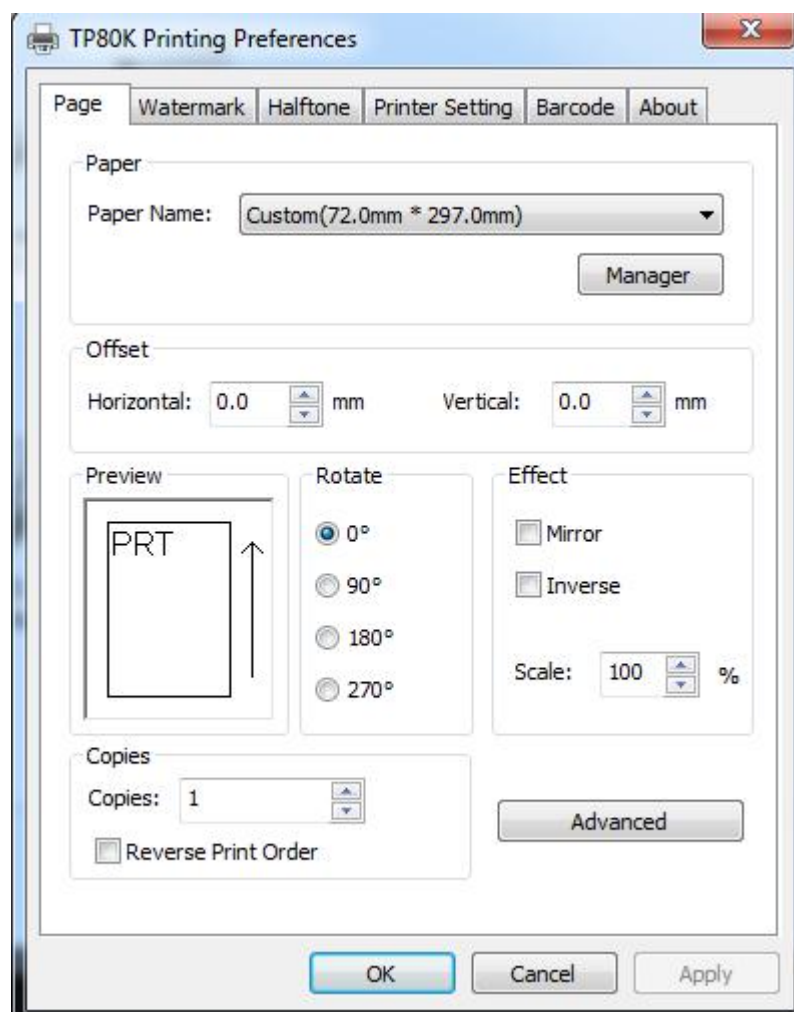 TP80K Printing Preferences
Page Watermark Halftone Printer Setting Barcode About
Paper
Paper Name: Custom(72.0mm * 297.0mm)
Manager
Offset
Horizontal: 0.0 mm Vertical: 0.0 mm
Preview Rotate Effect
PRT 0° Mirror
90° Inverse
180°
Scale: 100 %
270°
Copies
Copies: 1
Advanced
Reverse Print Order
OK Cancel Apply